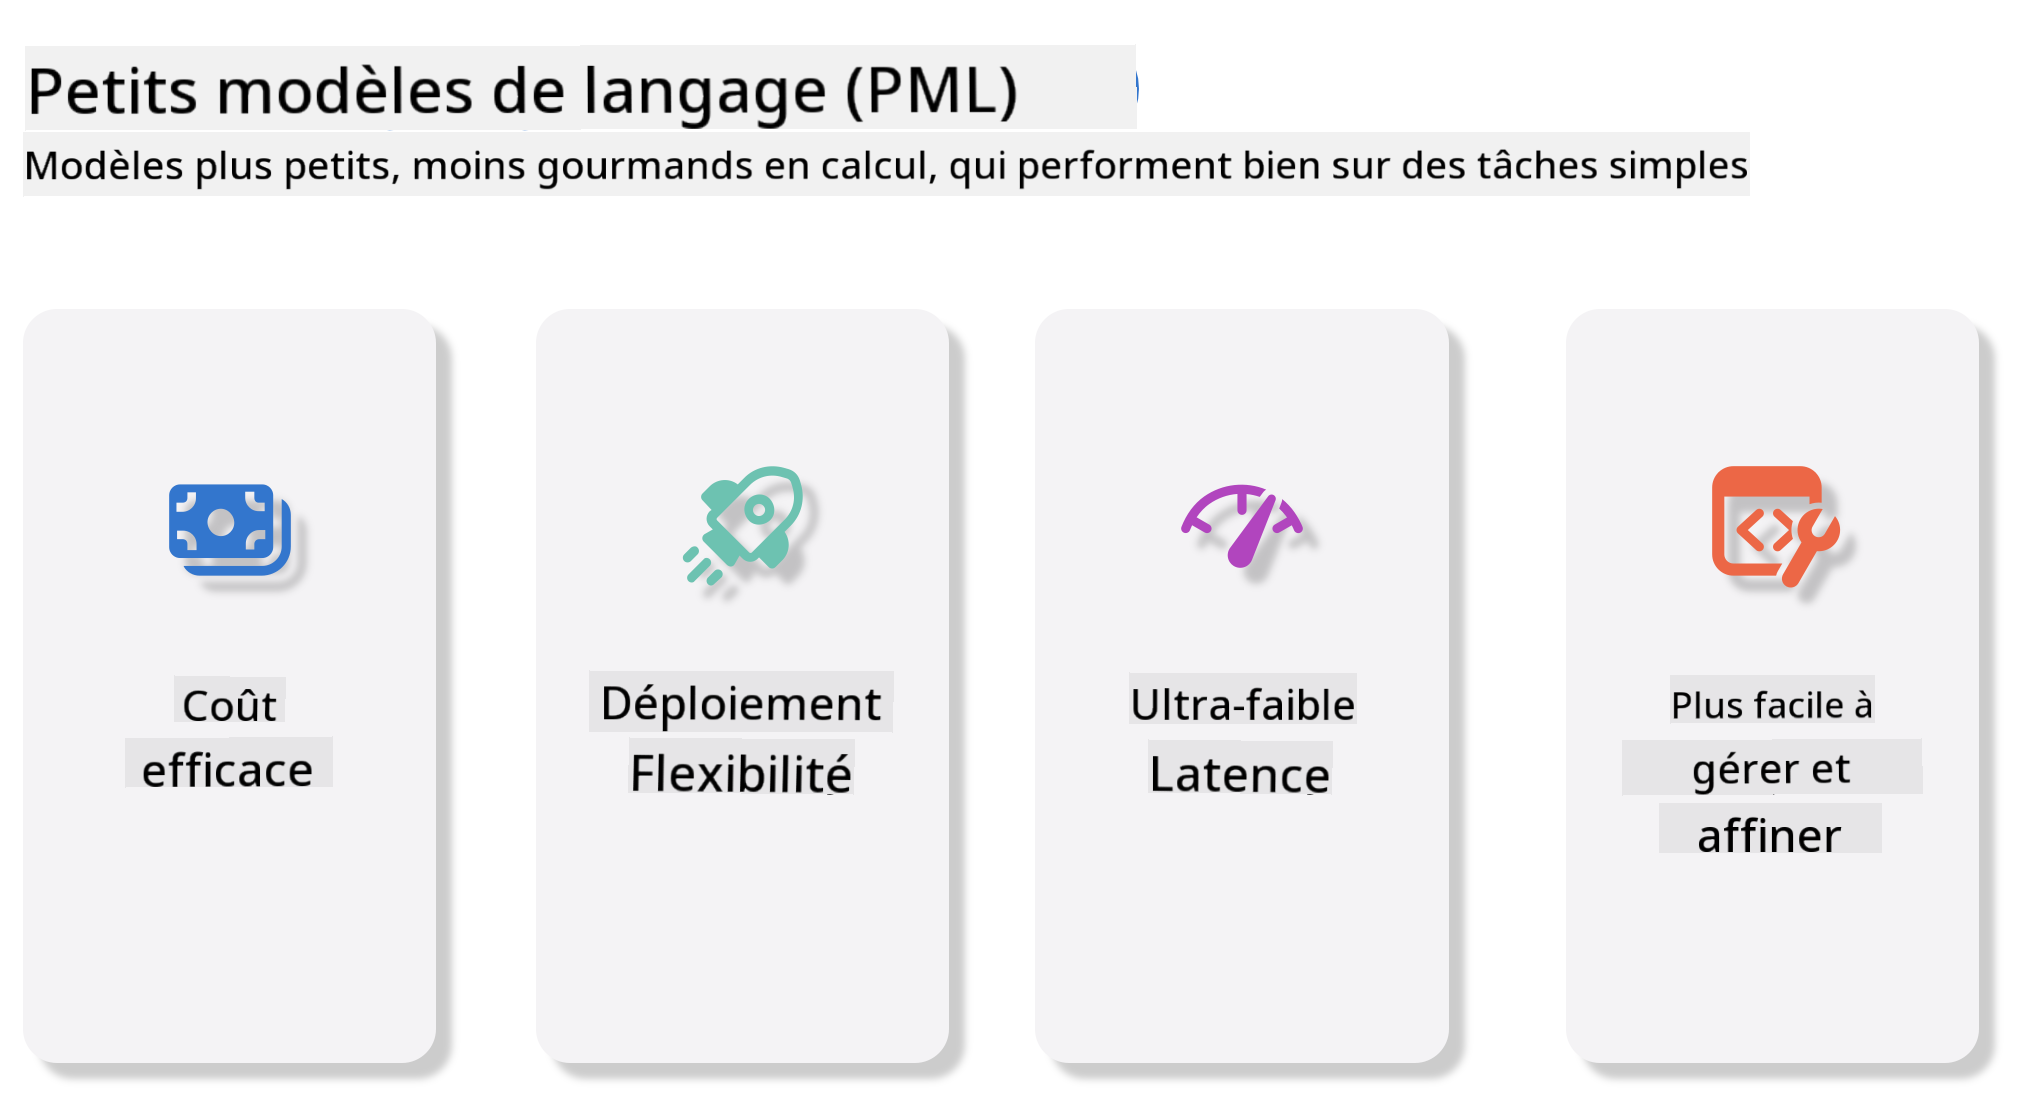 Petits modèles de langage (PML)
Modèles plus petits, moins gourmands en calcul, qui performent bien sur des tâches simples
Coût
efficace
Déploiement
Flexibilité
Ultra-faible
Latence
Plus facile à
gérer et
affiner